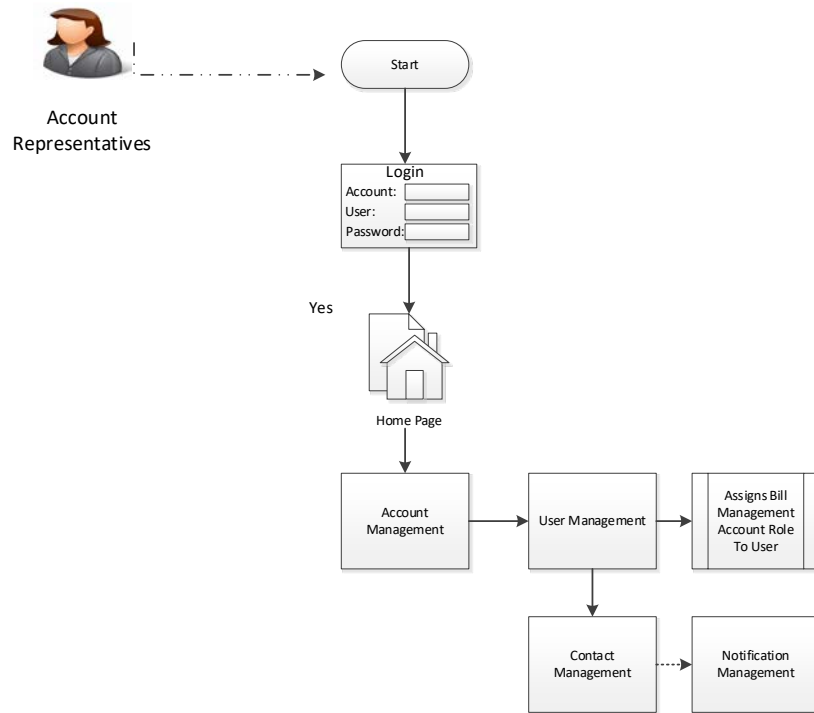 Account
Representatives
Start
Login
Account:
User:
Password:
Yes
Home Page
Account
Management
User Management
Assigns Bill
Management
Account Role
To User
Contact
Management
Notification
Management